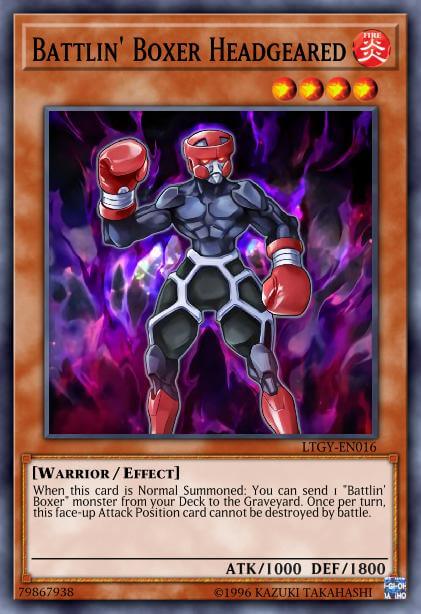 Battlin' Boxer Headgeared
FIRE
炎
LTGY-EN016
[Warrior / Effect]
When this card is Normal Summoned: You can send 1 "Battlin'
Boxer" monster from your Deck to the Graveyard. Once per turn,
this face-up Attack Position card cannot be destroyed by battle.
ATK/1000 DEF/1800
79867938
©1996 KAZUKI TAKAHASHI